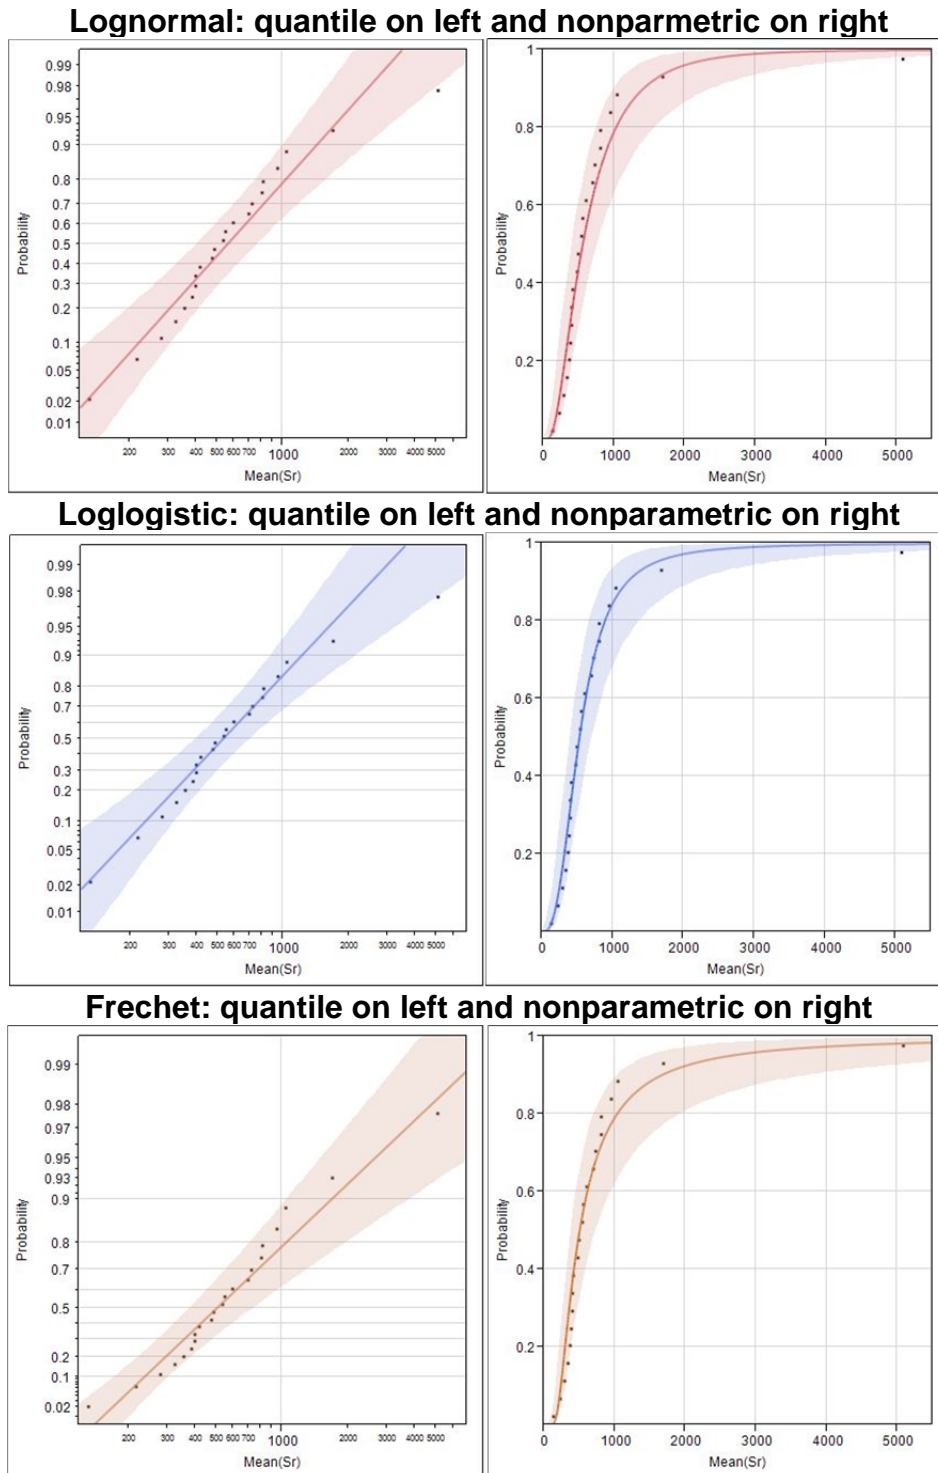 Lognormal: quantile on left and nonparmetric on right
0.99
0.98
0.95
0.9
0.8
0.7
0.6
0.5
0.4
0.3
0.2
0.1
0.05
0.02
0.01
Probability
200 300 400 500 600 700 1000 2000 3000 4000 5000
Mean(Sr)
1
0.8
0.6
0.4
0.2
Probability
0 1000 2000 3000 4000 5000
Mean(Sr)
Loglogistic: quantile on left and nonparametric on right
0.99
0.98
0.95
0.9
0.8
0.7
0.5
0.3
0.2
0.1
0.05
0.02
0.01
Probability
200 300 400 500 600 700 1000 2000 3000 4000 5000
Mean(Sr)
1
0.8
0.6
0.4
0.2
Probability
0 1000 2000 3000 4000 5000
Mean(Sr)
Frechet: quantile on left and nonparametric on right
0.99
0.98
0.97
0.95
0.93
0.9
0.8
0.7
0.5
0.2
0.1
0.02
Probability
200 300 400 500 600 700 1000 2000 3000 4000 5000
Mean(Sr)
1
0.8
0.6
0.4
0.2
Probability
0 1000 2000 3000 4000 5000
Mean(Sr)